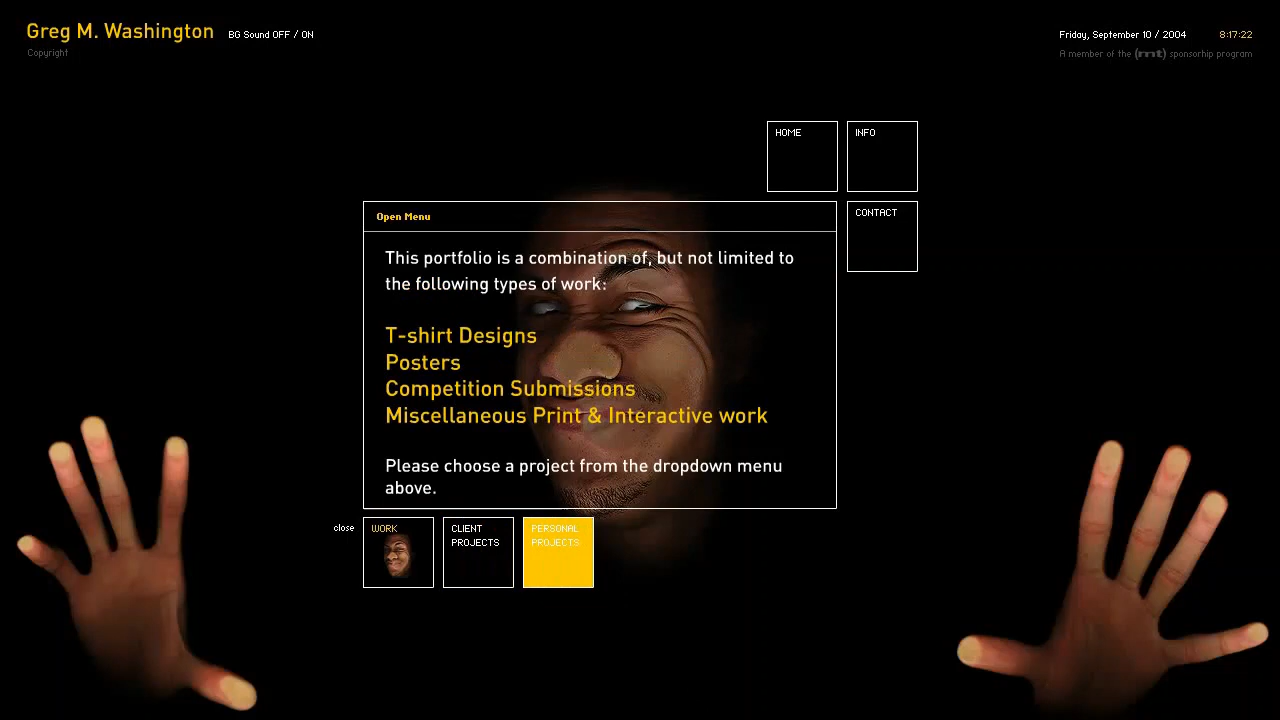 Greg M. Washington
BG Sound OFF / ON
Copyright
Friday, September 10 / 2004
8:17:22
A member of the (mt) sponsorhip program
HOME
INFO
CONTACT
Open Menu
This portfolio is a combination of, but not limited to
the following types of work:
T-shirt Designs
Posters
Competition Submissions
Miscellaneous Print & Interactive work
Please choose a project from the dropdown menu
above.
close
WORK
CLIENT
PROJECTS
PERSONAL
PROJECTS